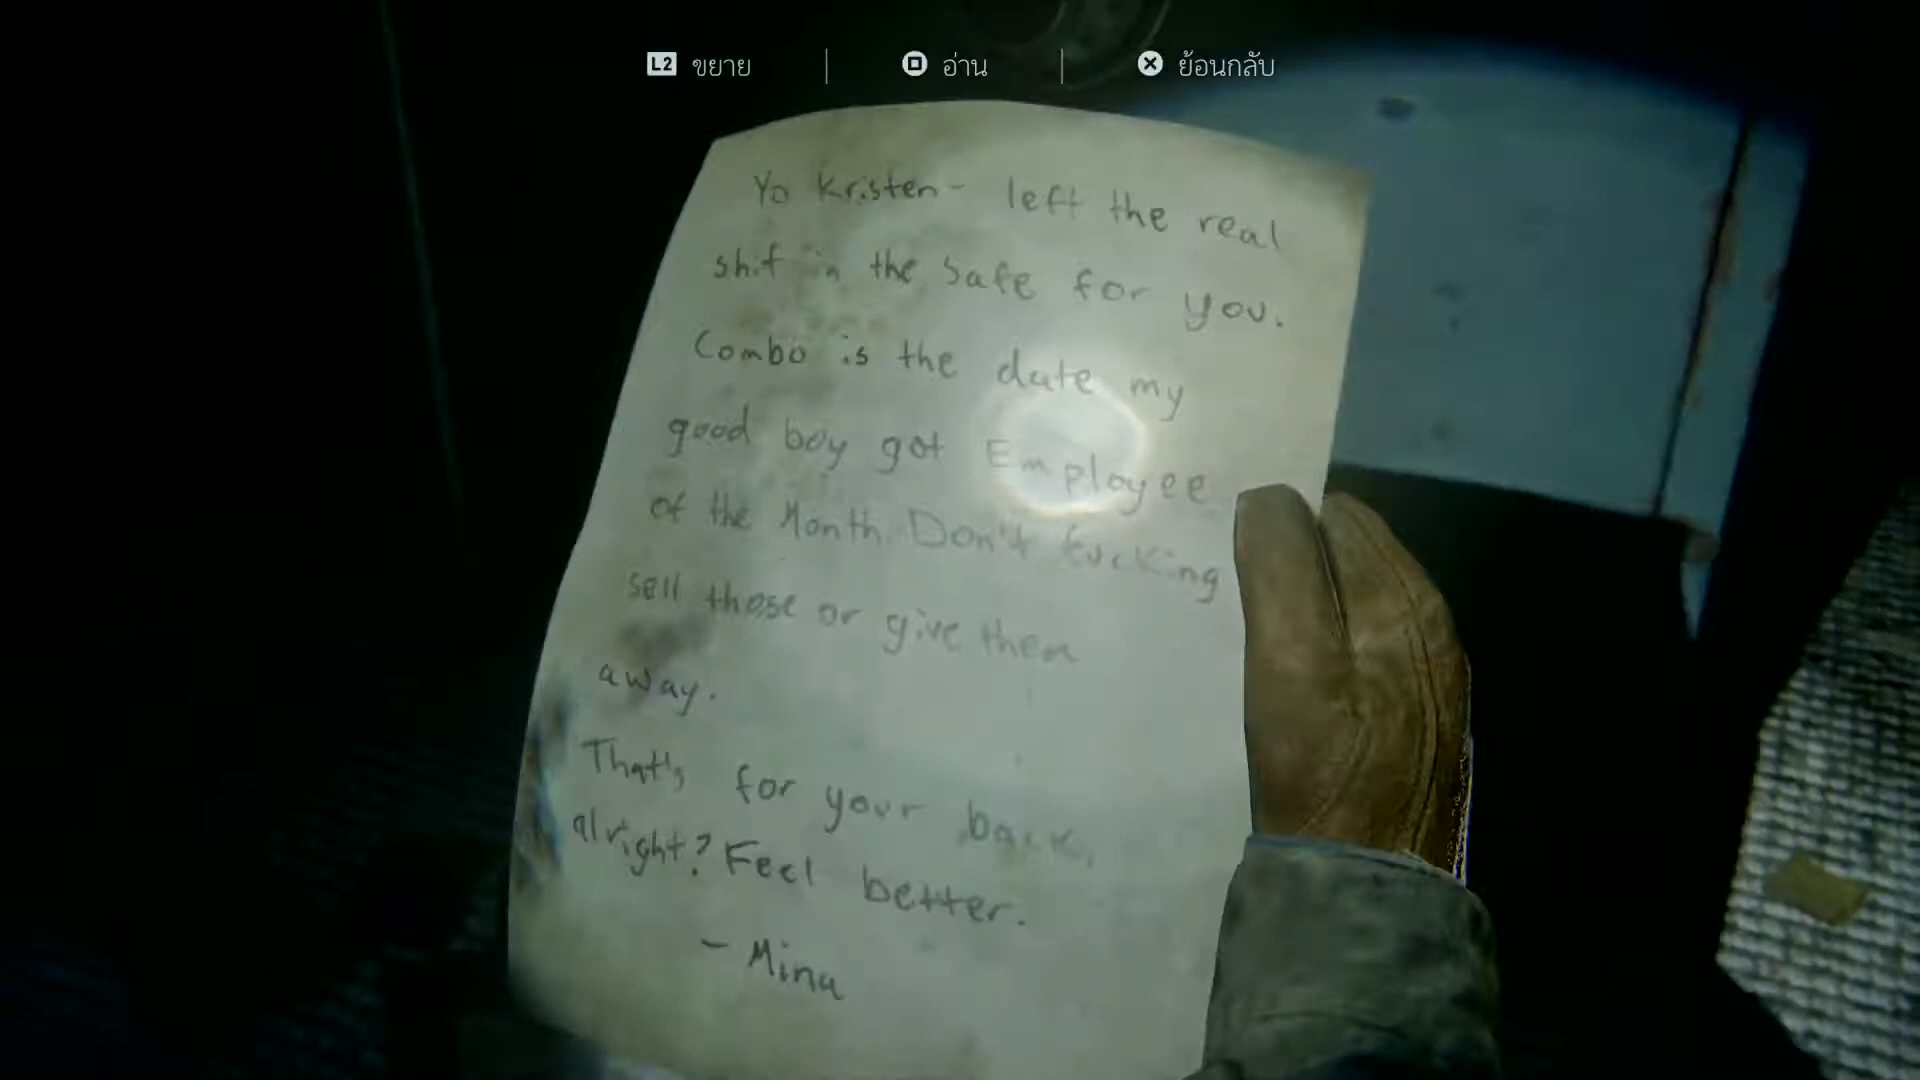 L2 ขยาย | อ่าน | ย้อนกลับ
Yo Kristen- left the real
shit in the safe for you.
Combo is the date my
good boy got Employee
of the Month. Don't fucking
sell those or give them
away.
That's for your back,
alright? Feel better.
- Mina